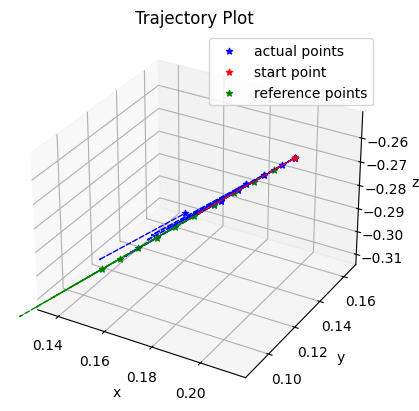 Trajectory Plot
actual points
start point
reference points
−0.26
−0.27
−0.28
−0.29
−0.30
−0.31
z
0.16
0.14
0.12
0.10
y
0.14
0.16
0.18
0.20
x